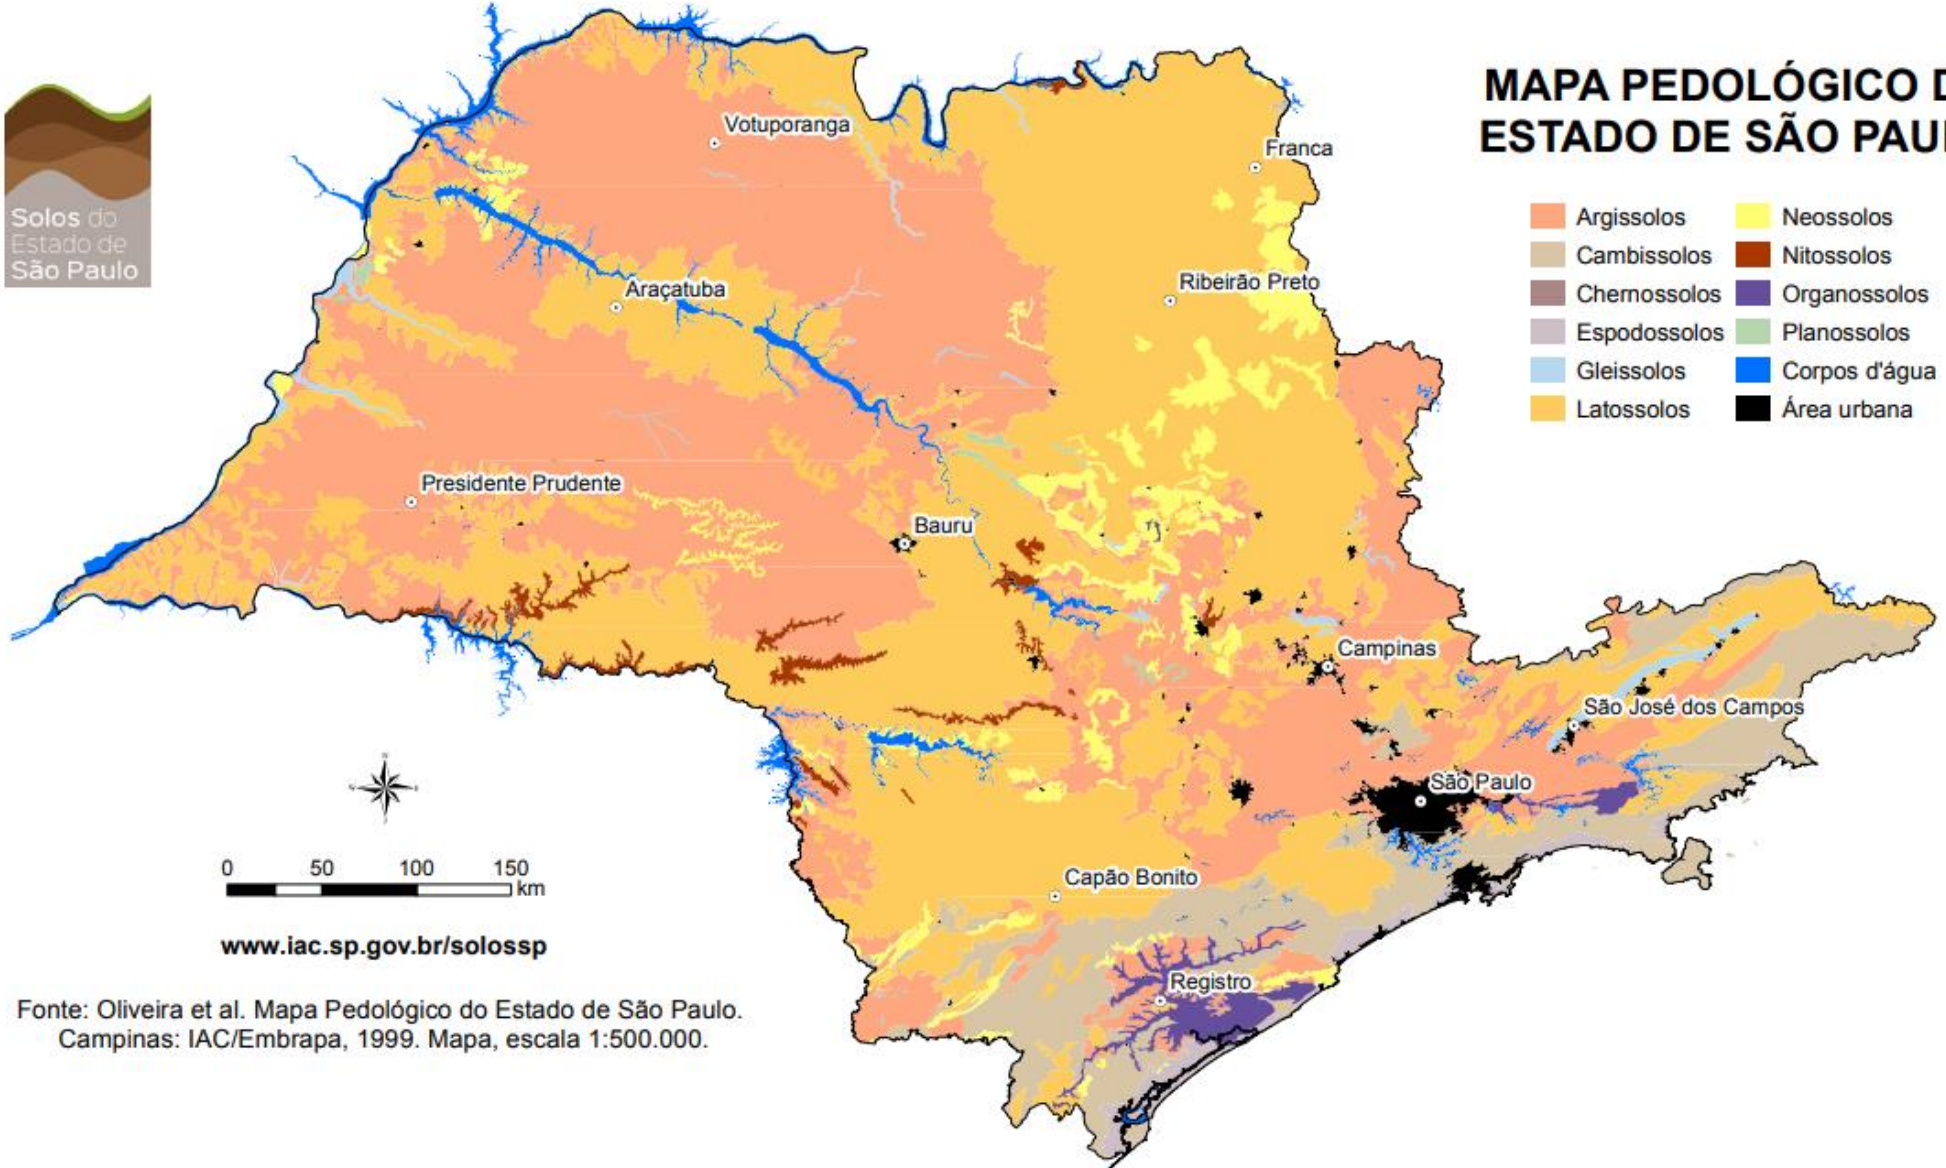 MAPA PEDOLÓGICO D
ESTADO DE SÃO PAUL
Solos do
Estado de
São Paulo
Argissolos
Cambissolos
Chernossolos
Espodossolos
Gleissolos
Latossolos
Neossolos
Nitossolos
Organossolos
Planossolos
Corpos d'água
Área urbana
Votuporanga
Franca
Araçatuba
Ribeirão Preto
Presidente Prudente
Bauru
Campinas
São José dos Campos
São Paulo
Capão Bonito
Registro
0 50 100 150
km
www.iac.sp.gov.br/solossp
Fonte: Oliveira et al. Mapa Pedológico do Estado de São Paulo.
Campinas: IAC/Embrapa, 1999. Mapa, escala 1:500.000.